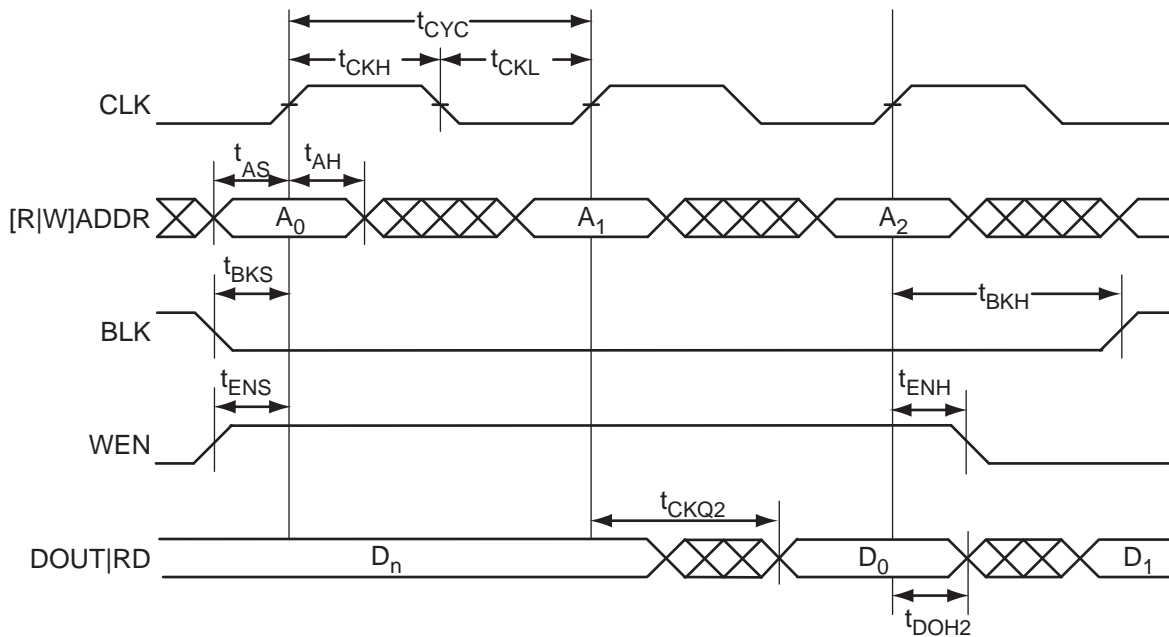 tCYC
tCKH tCKL
CLK
tAS tAH
[R|W]ADDR A0 A1 A2
tBKS tBKH
BLK
tENS tENH
WEN
tCKQ2
DOUT|RD Dn D0 D1
tDOH2